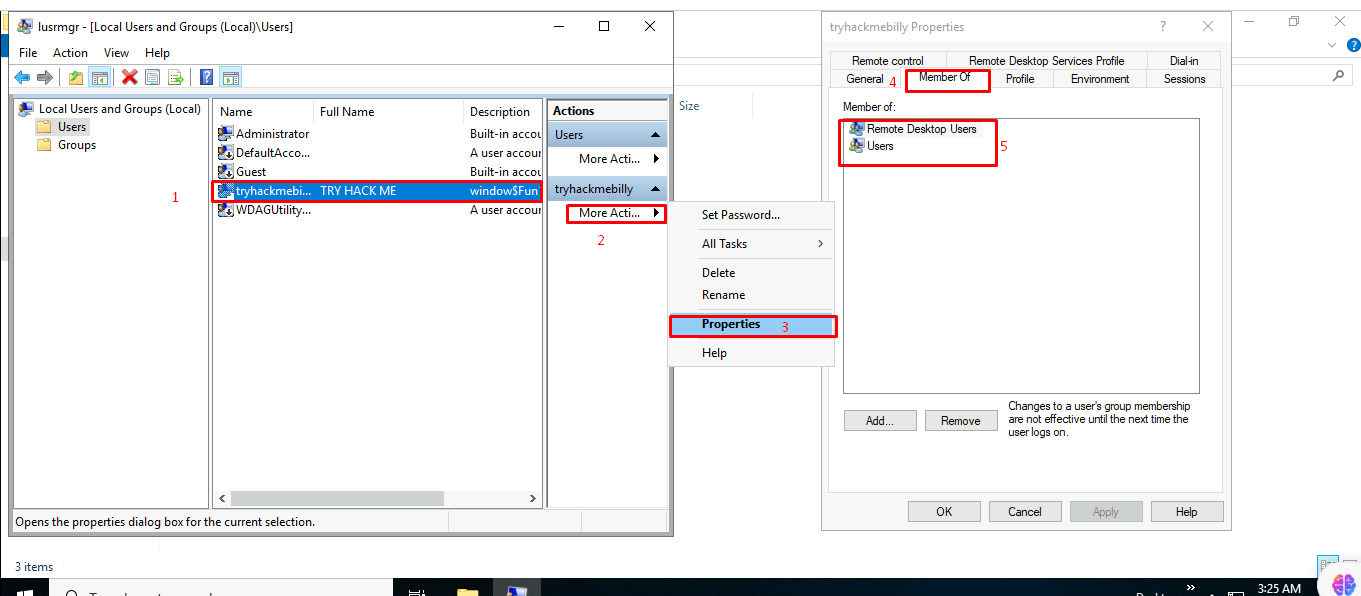 lusrmgr - [Local Users and Groups (Local)\Users]
File Action View Help
Local Users and Groups (Local)
Users
Groups
1
Name Full Name Description
Administrator Built-in accou
DefaultAcco... A user accour
Guest Built-in accou
tryhackmebi... TRY HACK ME window$Fun
WDAGUtility... A user accour
Actions
Users
More Acti...
tryhackmebilly
More Acti...
2
Set Password...
All Tasks
Delete
Rename
Properties 3
Help
Opens the properties dialog box for the current selection.
Size
tryhackmebilly Properties
Remote control Remote Desktop Services Profile Dial-in
General 4 Member Of Profile Environment Sessions
Member of:
Remote Desktop Users
Users
5
Add... Remove
Changes to a user's group membership
are not effective until the next time the
user logs on.
OK Cancel Apply Help
3 items
3:25 AM